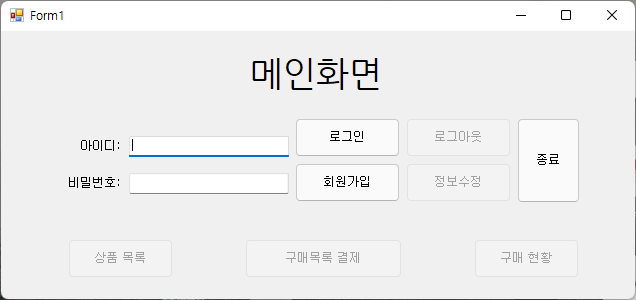 Form1
메인화면
아이디: 로그인 로그아웃 종료
비밀번호: 회원가입 정보수정
상품 목록 구매목록 결제 구매 현황